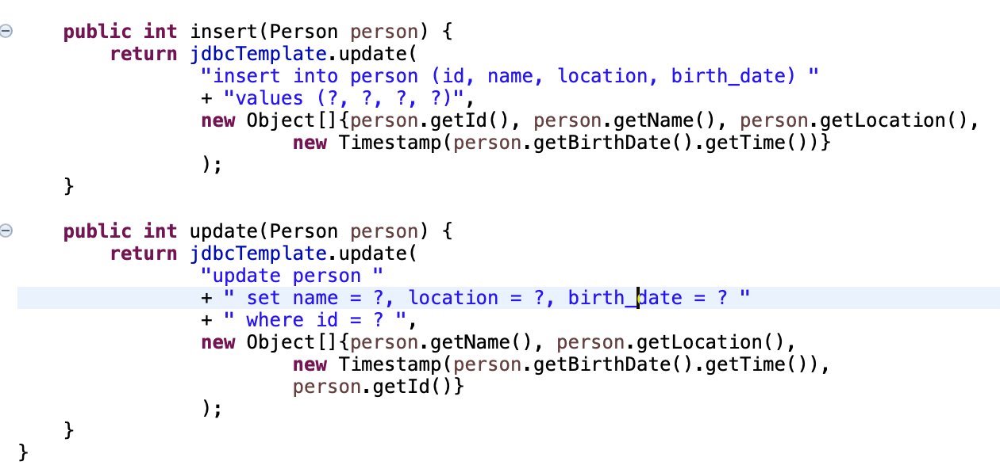 public int insert(Person person) {
return jdbcTemplate.update(
"insert into person (id, name, location, birth_date) "
+ "values (?, ?, ?, ?)",
new Object[]{person.getId(), person.getName(), person.getLocation(),
new Timestamp(person.getBirthDate().getTime())}
);
}
public int update(Person person) {
return jdbcTemplate.update(
"update person "
+ " set name = ?, location = ?, birth_date = ? "
+ " where id = ? ",
new Object[]{person.getName(), person.getLocation(),
new Timestamp(person.getBirthDate().getTime()),
person.getId()}
);
}
}